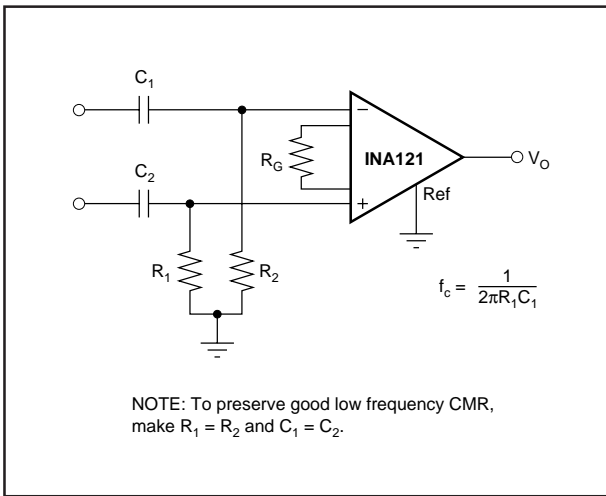 C1
C2
RG
−
INA121
+
VO
Ref
R1
R2
fc = 1 / 2πR1C1
NOTE: To preserve good low frequency CMR,
make R1 = R2 and C1 = C2.